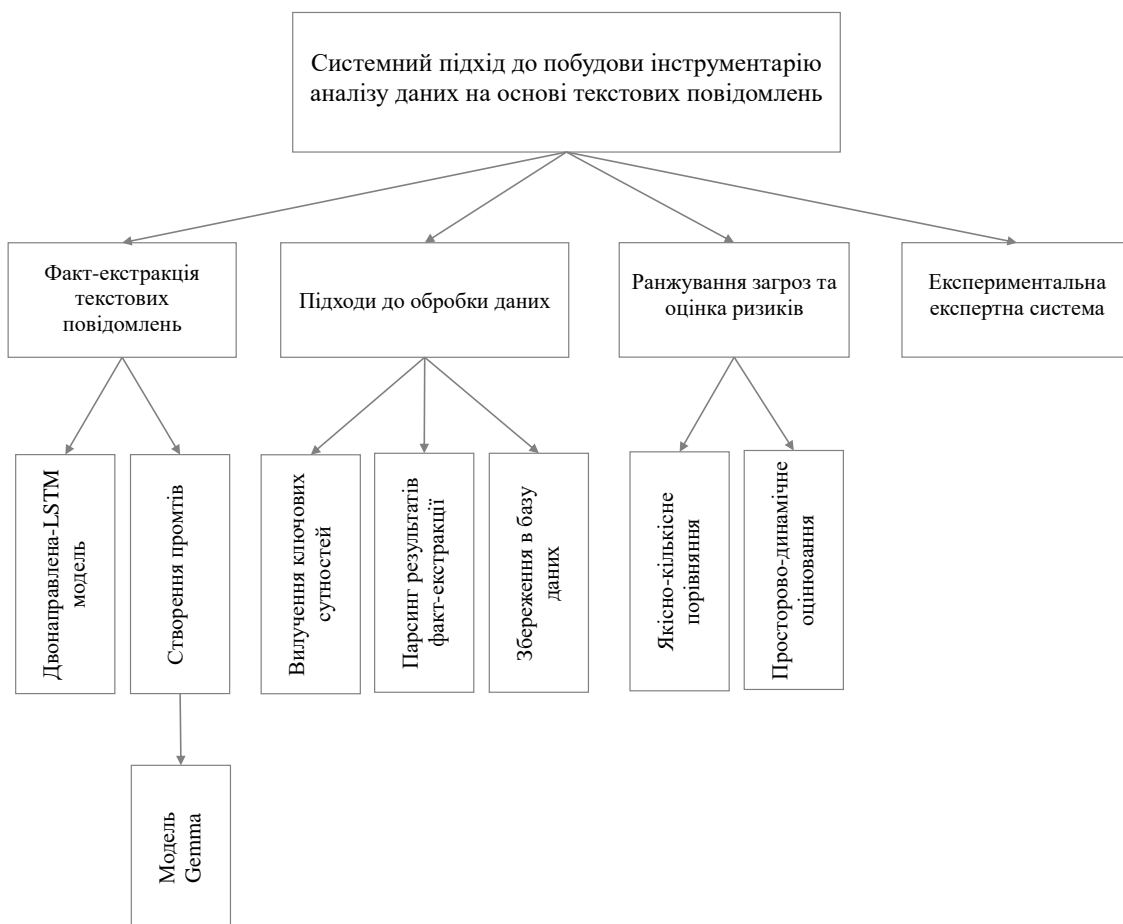 Системний підхід до побудови інструментарію
аналізу даних на основі текстових повідомлень
Факт-екстракція
текстових
повідомлень
Підходи до обробки даних
Ранжування загроз та
оцінка ризиків
Експериментальна
експертна система
Двонаправлена-LSTM
модель
Створення промтів
Вилучення ключових
сутностей
Парсинг результатів
факт-екстракції
Збереження в базу
даних
Якісно-кількісне
порівняння
Просторово-динамічне
оцінювання
Модель
Gemma